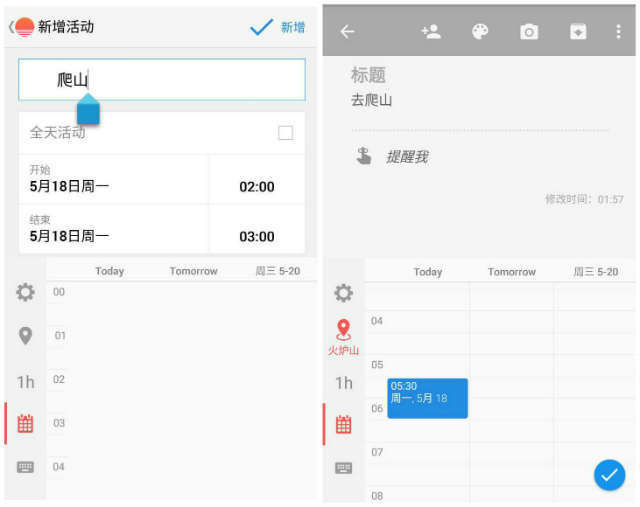 新增活动
新增
爬山
全天活动
开始
5月18日周一
02:00
结束
5月18日周一
03:00
Today
Tomorrow
周三 5-20
00
01
1h
02
03
04
标题
去爬山
提醒我
修改时间：01:57
Today
Tomorrow
周三 5-20
04
火炉山
05
1h
05:30
周一, 5月 18
06
07
08